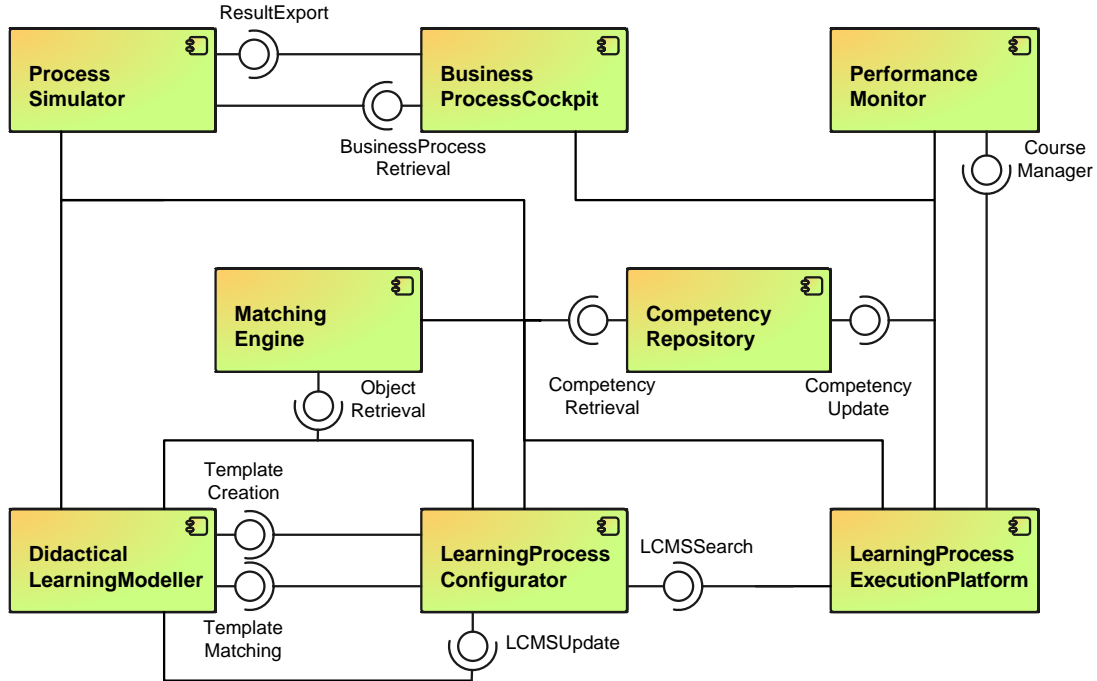 ResultExport
Process
Simulator
Business
ProcessCockpit
Performance
Monitor
BusinessProcess
Retrieval
Course
Manager
Matching
Engine
Competency
Repository
Object
Retrieval
Competency
Retrieval
Competency
Update
Template
Creation
Didactical
LearningModeller
LearningProcess
Configurator
LCMSSearch
LearningProcess
ExecutionPlatform
Template
Matching
LCMSUpdate